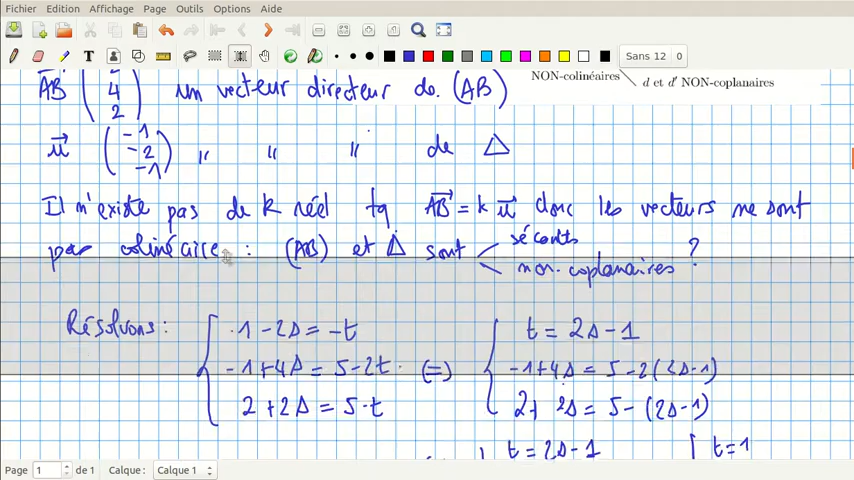 Fichier Edition Affichage Page Outils Options Aide
Sans 12
NON-colinéaires
d et d' NON-coplanaires
AB ( 4 2 ) un vecteur directeur de (AB)
u ( -1 -2 -1 ) " " " de Δ
Il n'existe pas de k réel tq AB = k u donc les vecteurs ne sont
pas colinéaires : (AB) et Δ sont sécants
non-coplanaires ?
Résolvons : { 1 - 2s = -t { t = 2s - 1
-1 + 4s = 5 - 2t (=) -1 + 4s = 5 - 2(2s - 1)
2 + 2s = 5 - t 2 + 2s = 5 - (2s - 1)
t = 2s - 1 t = 1
Page 1 de 1 Calque : Calque 1